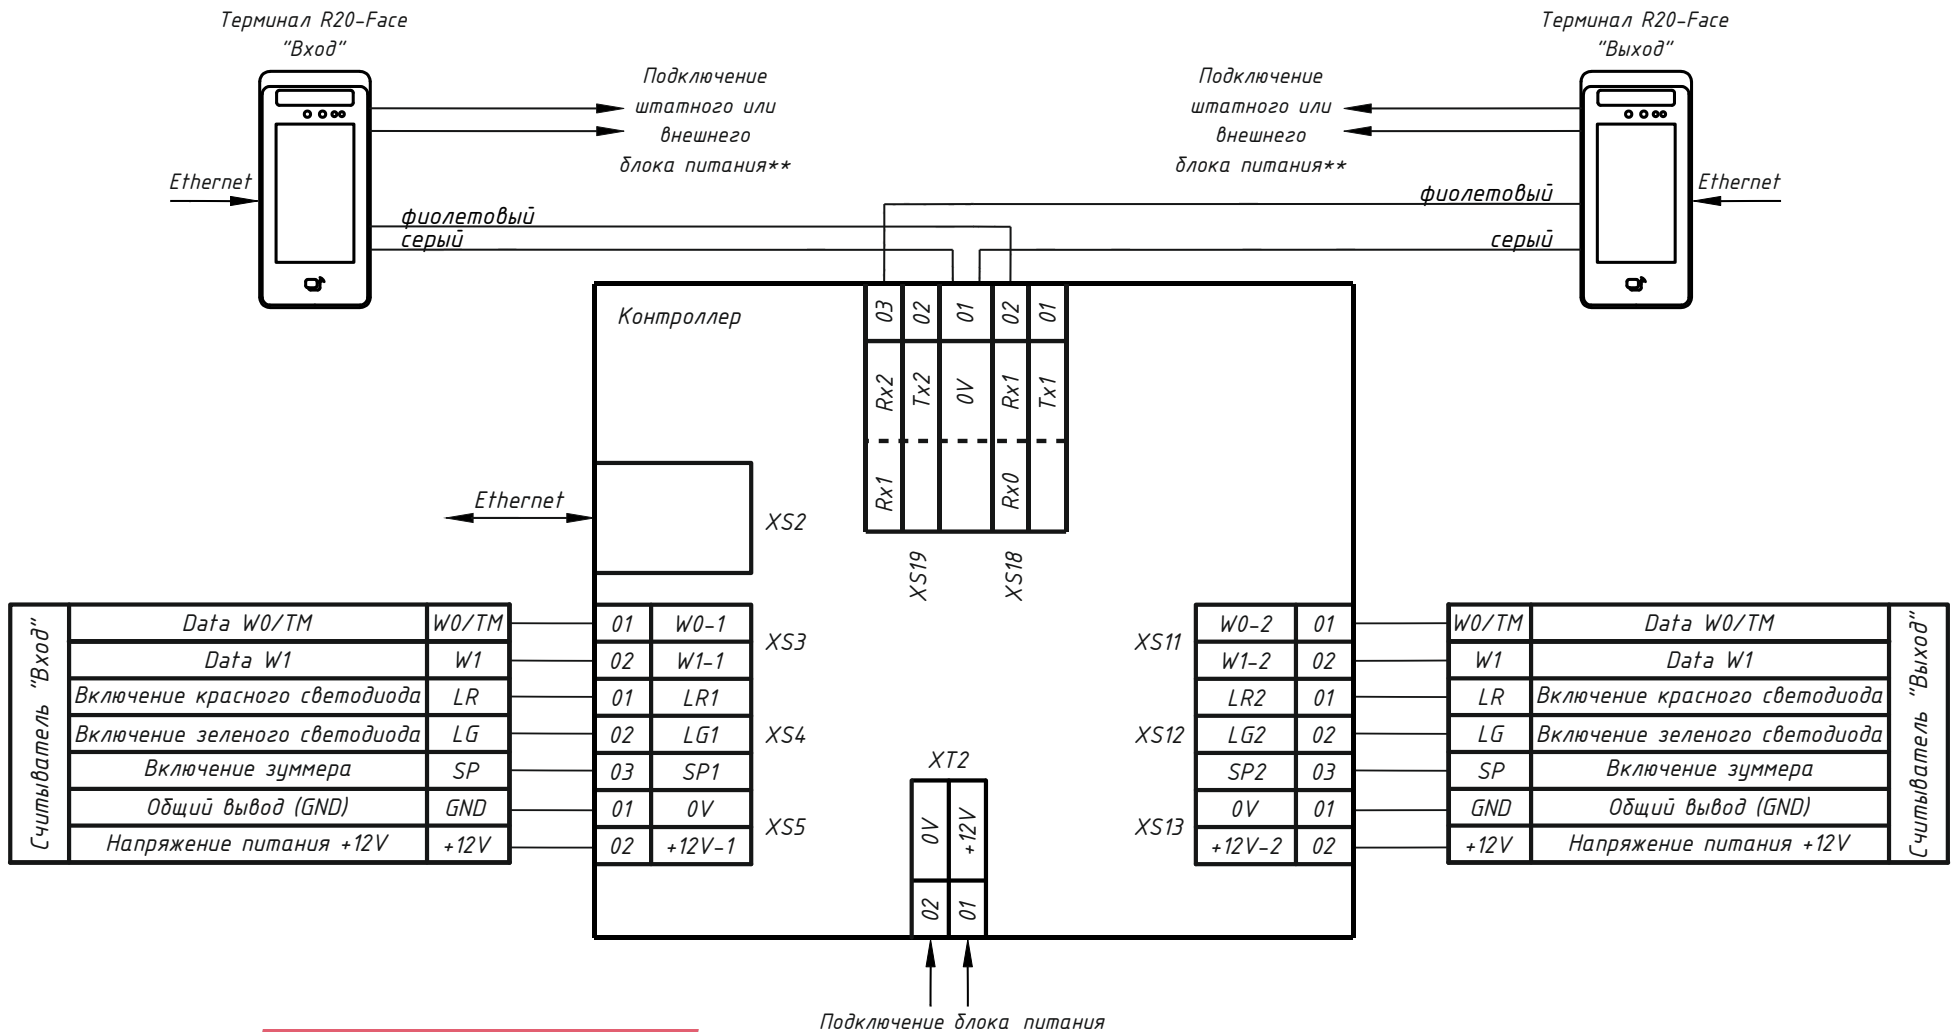 Терминал R20-Face
"Вход"
Терминал R20-Face
"Выход"
Подключение
штатного или
внешнего
блока питания**
Подключение
штатного или
внешнего
блока питания**
Ethernet
Ethernet
фиолетовый
серый
фиолетовый
серый
Контроллер
03 02 01 02 01
Rx2 Tx2 0V Rx1 Tx1
Rx1 Rx0
XS19 XS18
Ethernet
XS2
Считыватель "Вход"
Data W0/TM W0/TM 01 W0-1
Data W1 W1 02 W1-1
XS3
Включение красного светодиода LR 01 LR1
Включение зеленого светодиода LG 02 LG1
XS4
Включение зуммера SP 03 SP1
Общий вывод (GND) GND 01 0V
Напряжение питания +12V +12V 02 +12V-1
XS5
W0-2 01 W0/TM Data W0/TM
XS11
W1-2 02 W1 Data W1
LR2 01 LR Включение красного светодиода
XS12
LG2 02 LG Включение зеленого светодиода
SP2 03 SP Включение зуммера
0V 01 GND Общий вывод (GND)
XS13
+12V-2 02 +12V Напряжение питания +12V
Считыватель "Выход"
XT2
0V +12V
02 01
Подключение блока питания